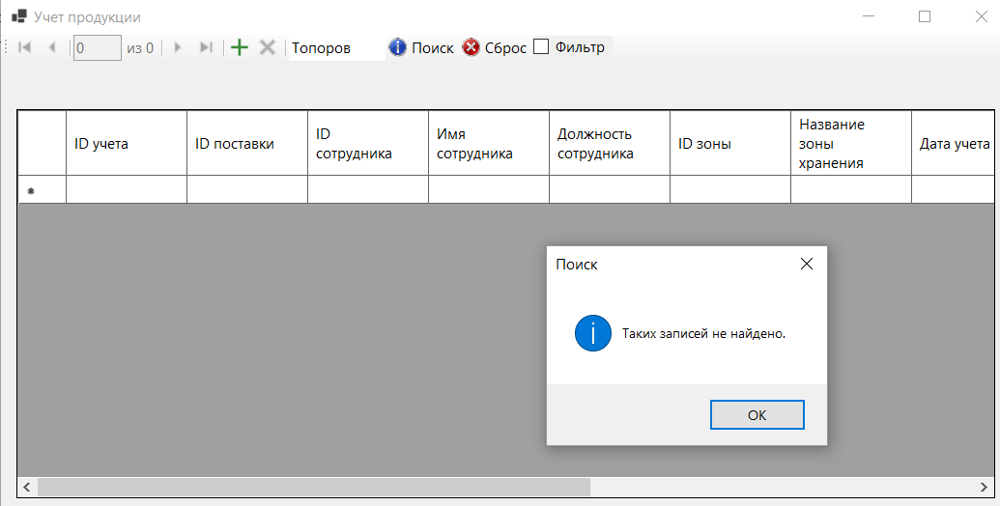 Учет продукции
0 из 0 Топоров Поиск Сброс Фильтр
ID учета
ID поставки
ID
сотрудника
Имя
сотрудника
Должность
сотрудника
ID зоны
Название
зоны
хранения
Дата учета
Поиск
Таких записей не найдено.
ОК